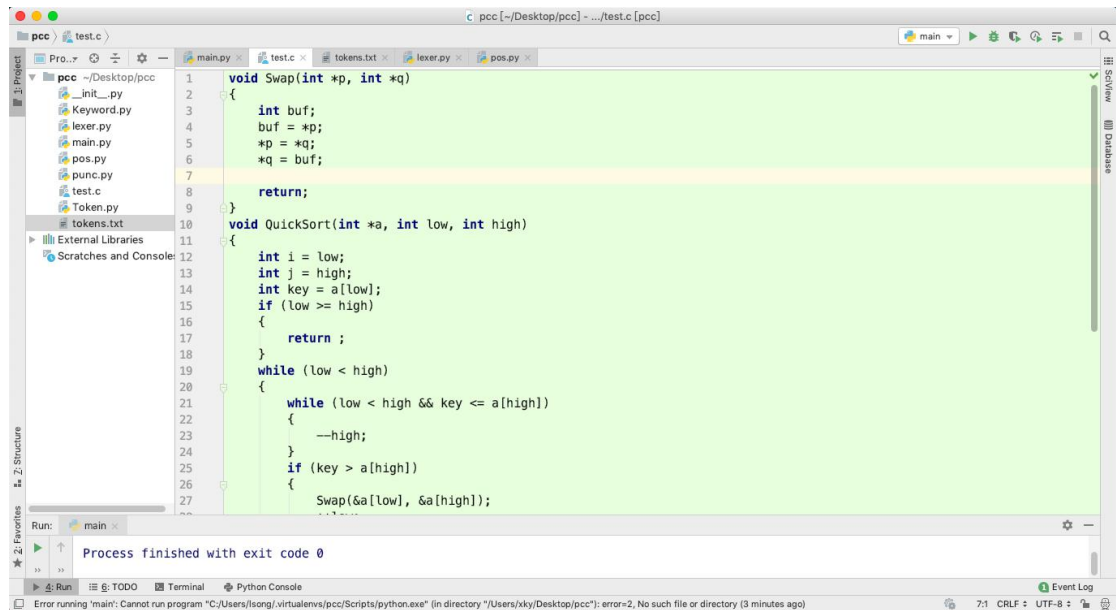 pcc [~/Desktop/pcc] - .../test.c [pcc]
pcc test.c main
1: Project Pro.. main.py test.c tokens.txt lexer.py pos.py
pcc ~/Desktop/pcc
__init__.py
Keyword.py
lexer.py
main.py
pos.py
punc.py
test.c
Token.py
tokens.txt
External Libraries
Scratches and Console
1 void Swap(int *p, int *q)
2 {
3 int buf;
4 buf = *p;
5 *p = *q;
6 *q = buf;
7
8 return;
9 }
10 void QuickSort(int *a, int low, int high)
11 {
12 int i = low;
13 int j = high;
14 int key = a[low];
15 if (low >= high)
16 {
17 return ;
18 }
19 while (low < high)
20 {
21 while (low < high && key <= a[high])
22 {
23 --high;
24 }
25 if (key > a[high])
26 {
27 Swap(&a[low], &a[high]);
SciView
Database
Z: Structure
2: Favorites
Run: main
Process finished with exit code 0
4: Run 6: TODO Terminal Python Console 1 Event Log
Error running 'main': Cannot run program "C:/Users/lsong/.virtualenvs/pcc/Scripts/python.exe" (in directory "/Users/xky/Desktop/pcc"): error=2, No such file or directory (3 minutes ago) 7:1 CRLF UTF-8